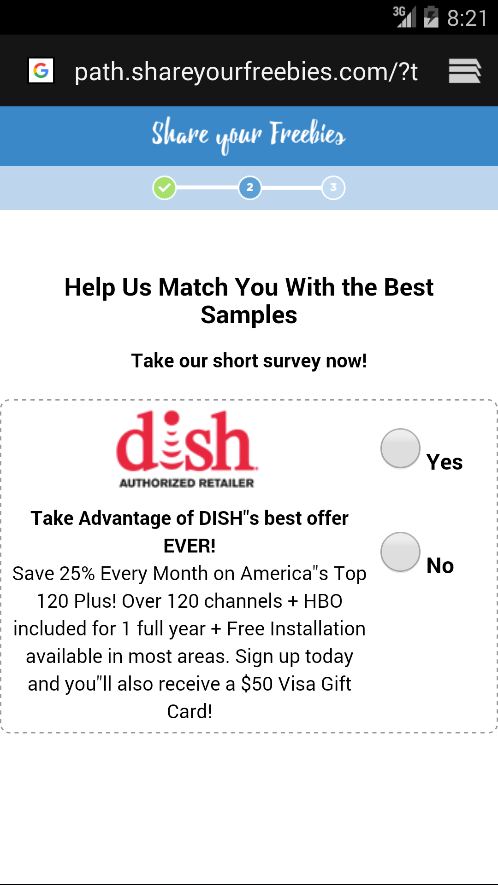 3G 8:21
G path.shareyourfreebies.com/?t
Share your Freebies
2 3
Help Us Match You With the Best
Samples
Take our short survey now!
dish
AUTHORIZED RETAILER
Yes
Take Advantage of DISH"s best offer
EVER!
No
Save 25% Every Month on America"s Top
120 Plus! Over 120 channels + HBO
included for 1 full year + Free Installation
available in most areas. Sign up today
and you"ll also receive a $50 Visa Gift
Card!